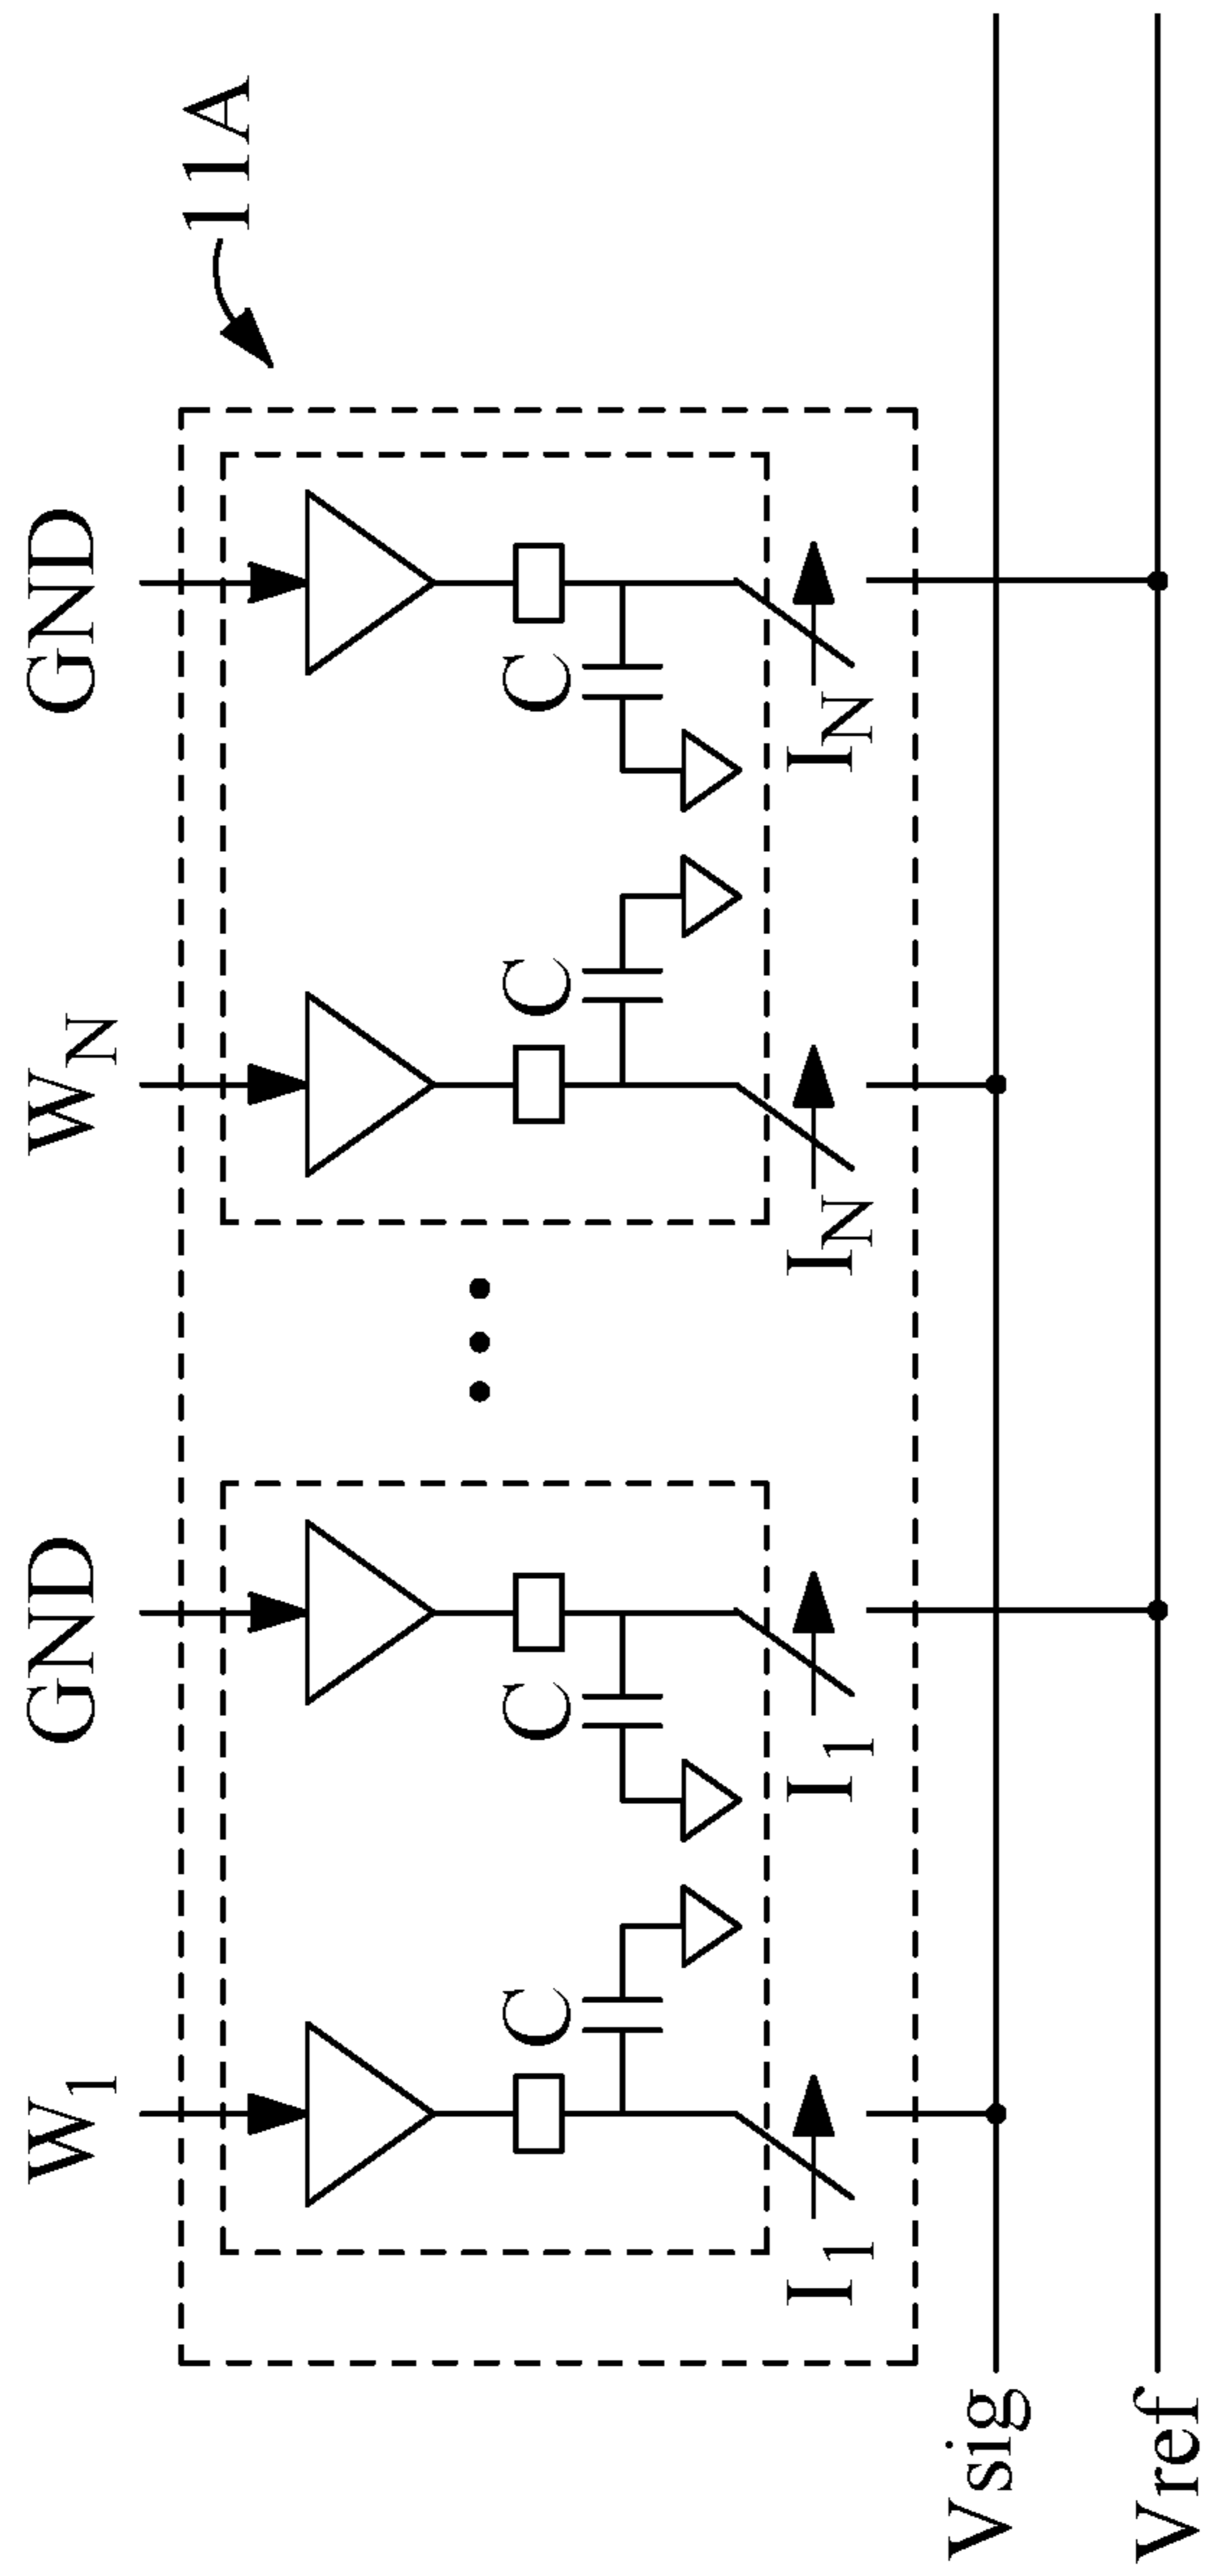 11A
W1 GND WN GND
C C C C
I1 I1 IN IN
Vsig
Vref